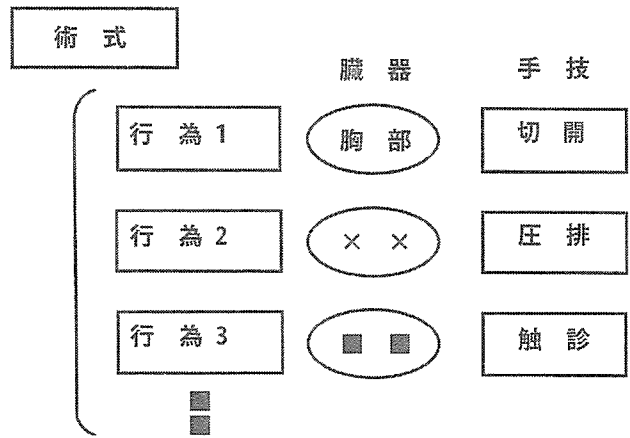 術式
臓器 手技
行為1 胸部 切開
行為2 ×× 圧排
行為3 ■■ 触診
■
■